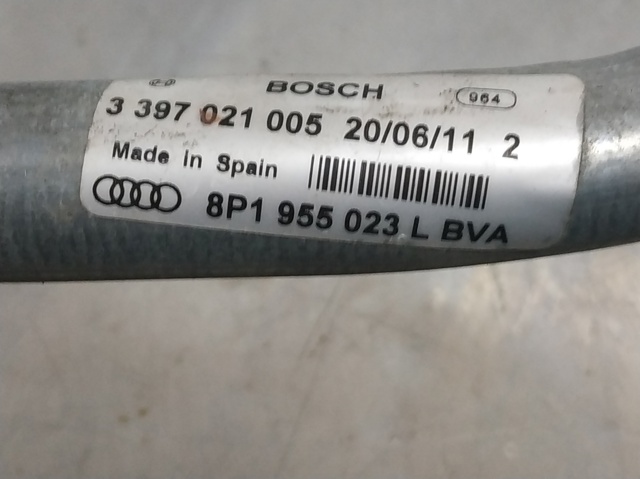 BOSCH 964
3 397 021 005 20/06/11 2
Made in Spain
8P1 955 023 L BVA